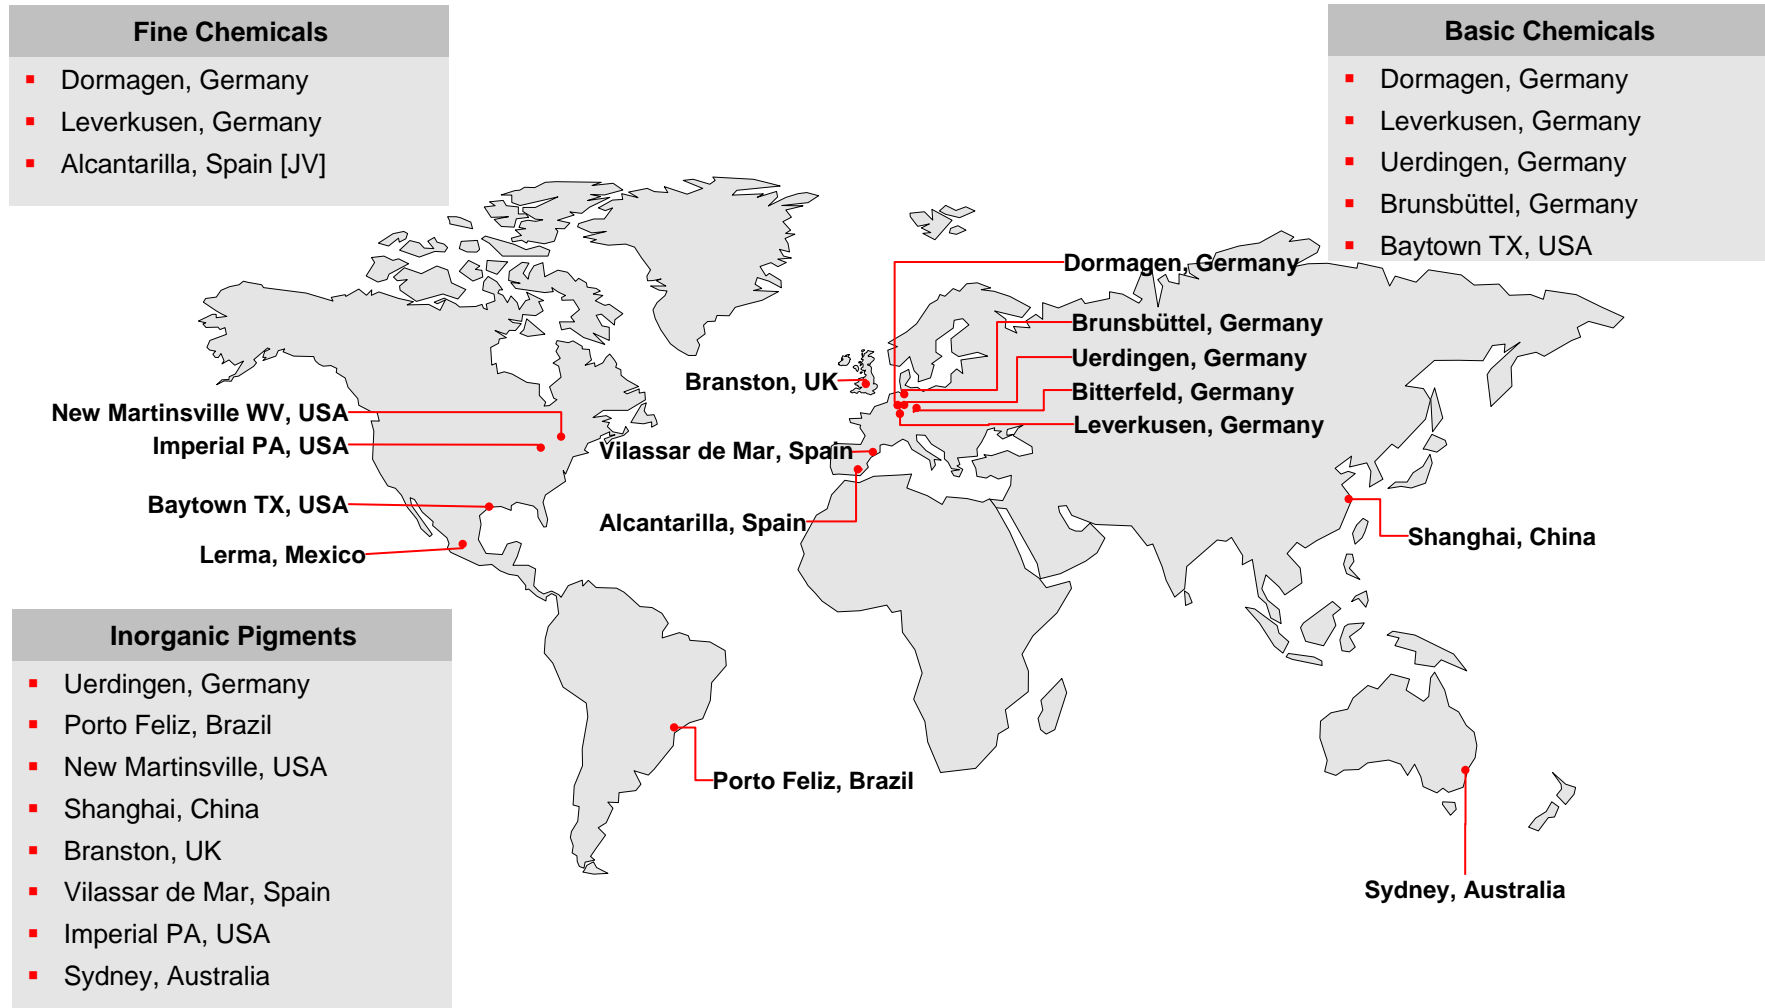 Fine Chemicals
Dormagen, Germany
Leverkusen, Germany
Alcantarilla, Spain [JV]
Basic Chemicals
Dormagen, Germany
Leverkusen, Germany
Uerdingen, Germany
Brunsbüttel, Germany
Baytown TX, USA
Dormagen, Germany
Brunsbüttel, Germany
Uerdingen, Germany
Branston, UK
Bitterfeld, Germany
New Martinsville WV, USA
Leverkusen, Germany
Imperial PA, USA
Vilassar de Mar, Spain
Baytown TX, USA
Alcantarilla, Spain
Shanghai, China
Lerma, Mexico
Inorganic Pigments
Uerdingen, Germany
Porto Feliz, Brazil
New Martinsville, USA
Shanghai, China
Branston, UK
Vilassar de Mar, Spain
Imperial PA, USA
Sydney, Australia
Porto Feliz, Brazil
Sydney, Australia